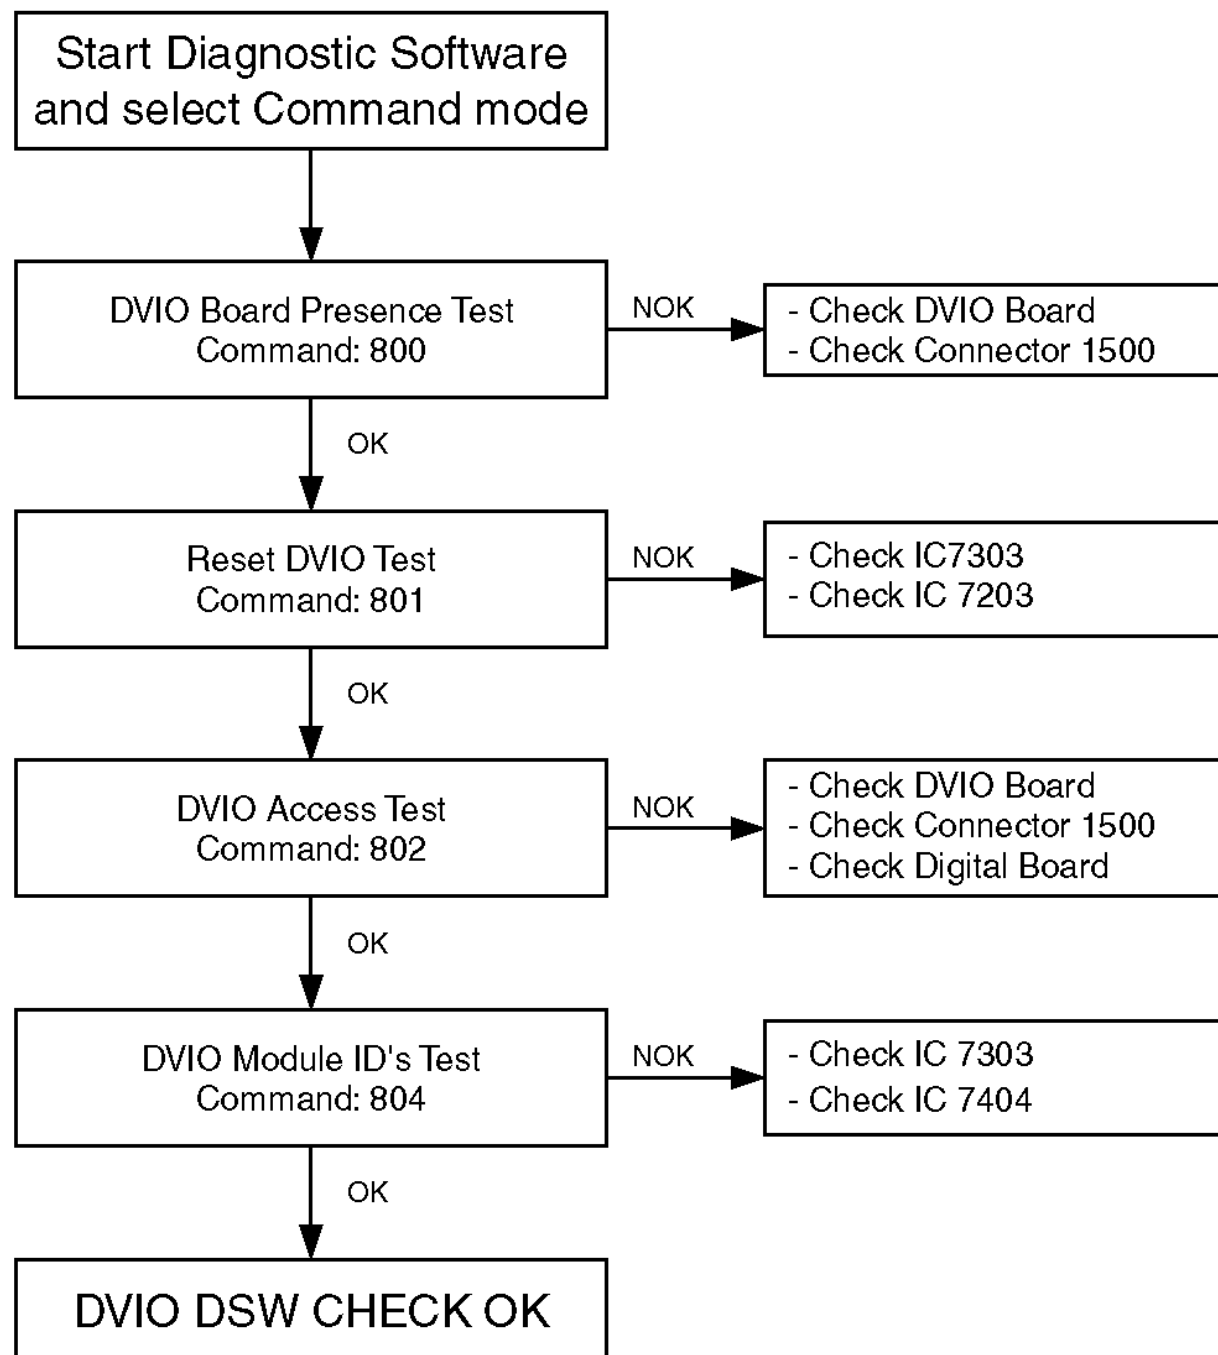 Start Diagnostic Software
and select Command mode
DVIO Board Presence Test
Command: 800
NOK
- Check DVIO Board
- Check Connector 1500
OK
Reset DVIO Test
Command: 801
NOK
- Check IC7303
- Check IC 7203
OK
DVIO Access Test
Command: 802
NOK
- Check DVIO Board
- Check Connector 1500
- Check Digital Board
OK
DVIO Module ID's Test
Command: 804
NOK
- Check IC 7303
- Check IC 7404
OK
DVIO DSW CHECK OK